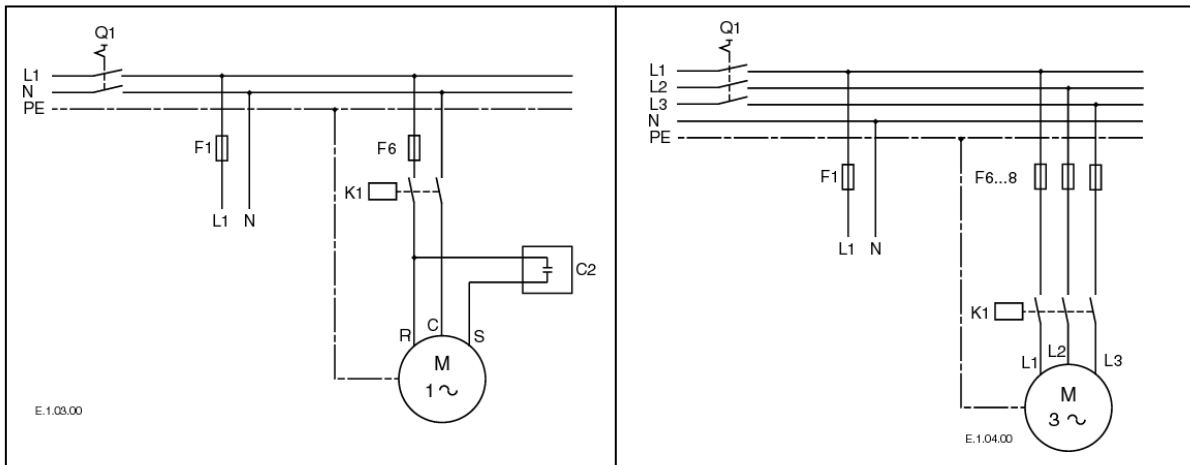 Q1
L1
N
PE
F1
F6
K1
L1 N
C2
R C S
M
1 ~
E.1.03.00
Q1
L1
L2
L3
N
PE
F1
F6...8
L1 N
K1
L1 L2 L3
M
3 ~
E.1.04.00